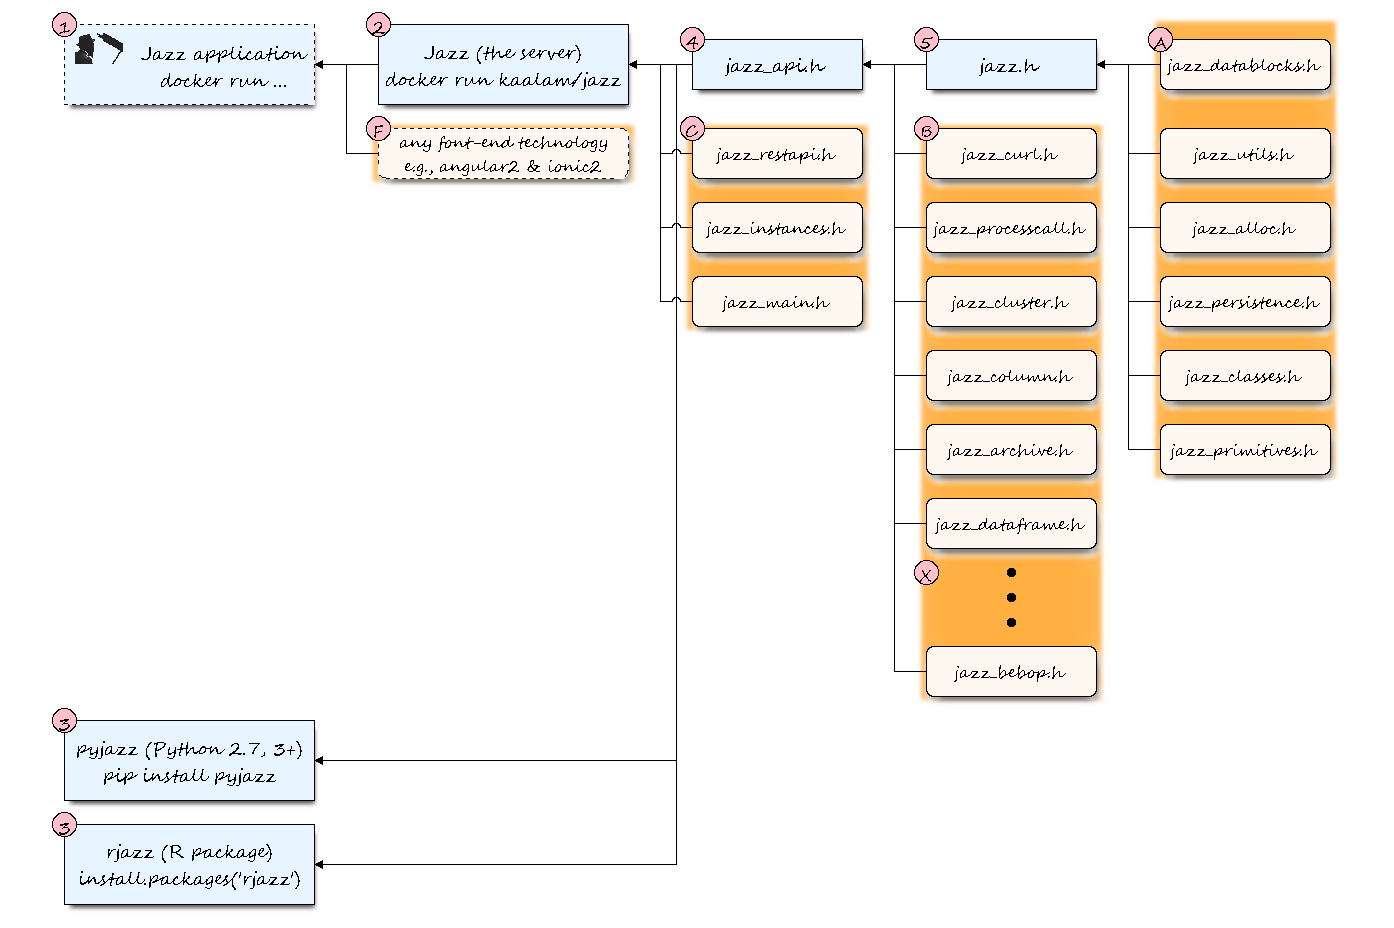 1
Jazz application
docker run ...
2
Jazz (the server)
docker run kaalam/jazz
F
any font-end technology
e.g., angular2 & ionic2
4
jazz_api.h
C
jazz_restapi.h
jazz_instances.h
jazz_main.h
5
jazz.h
B
jazz_curl.h
jazz_processcall.h
jazz_cluster.h
jazz_column.h
jazz_archive.h
jazz_dataframe.h
X
jazz_bebop.h
A
jazz_datablocks.h
jazz_utils.h
jazz_alloc.h
jazz_persistence.h
jazz_classes.h
jazz_primitives.h
3
pyjazz (Python 2.7, 3+)
pip install pyjazz
3
rjazz (R package)
install.packages('rjazz')